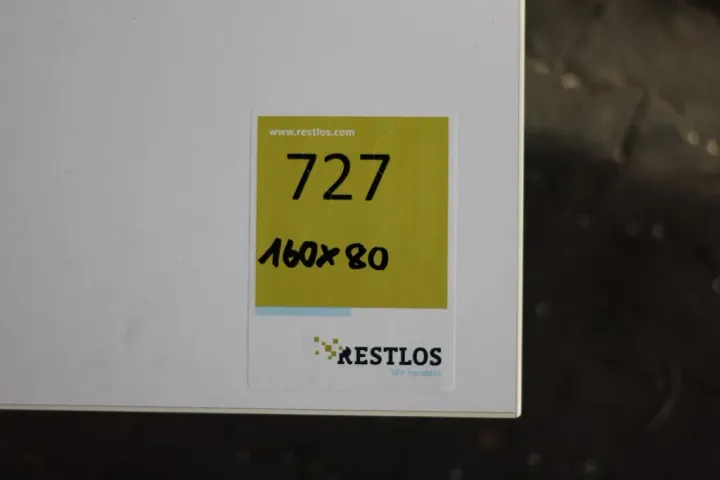 www.restlos.com
727
160x80
RESTLOS
Wir handeln.